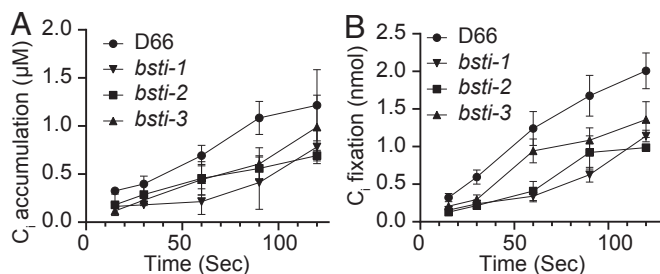 A
C_i accumulation (μM)
2.0
1.5
1.0
0.5
0.0
D66
bsti-1
bsti-2
bsti-3
0 50 100
Time (Sec)
B
C_i fixation (nmol)
2.5
2.0
1.5
1.0
0.5
0.0
D66
bsti-1
bsti-2
bsti-3
0 50 100
Time (Sec)